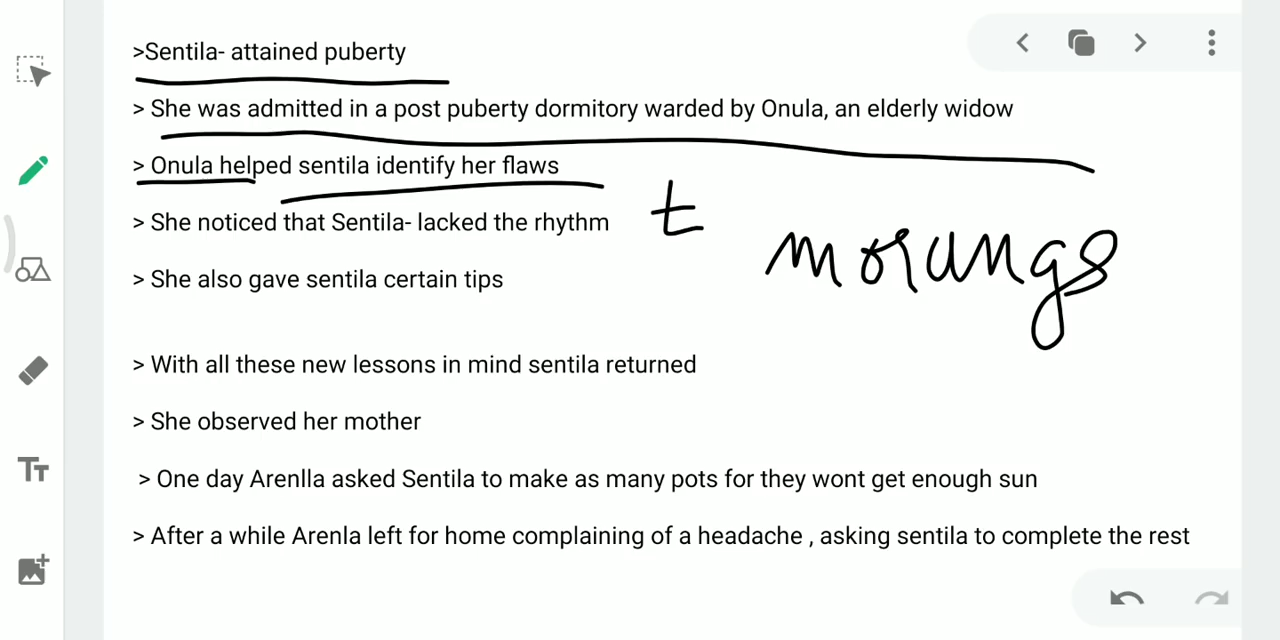 >Sentila- attained puberty
> She was admitted in a post puberty dormitory warded by Onula, an elderly widow
> Onula helped sentila identify her flaws
> She noticed that Sentila- lacked the rhythm
t
morungs
> She also gave sentila certain tips
> With all these new lessons in mind sentila returned
> She observed her mother
> One day Arenlla asked Sentila to make as many pots for they wont get enough sun
> After a while Arenla left for home complaining of a headache , asking sentila to complete the rest
TT